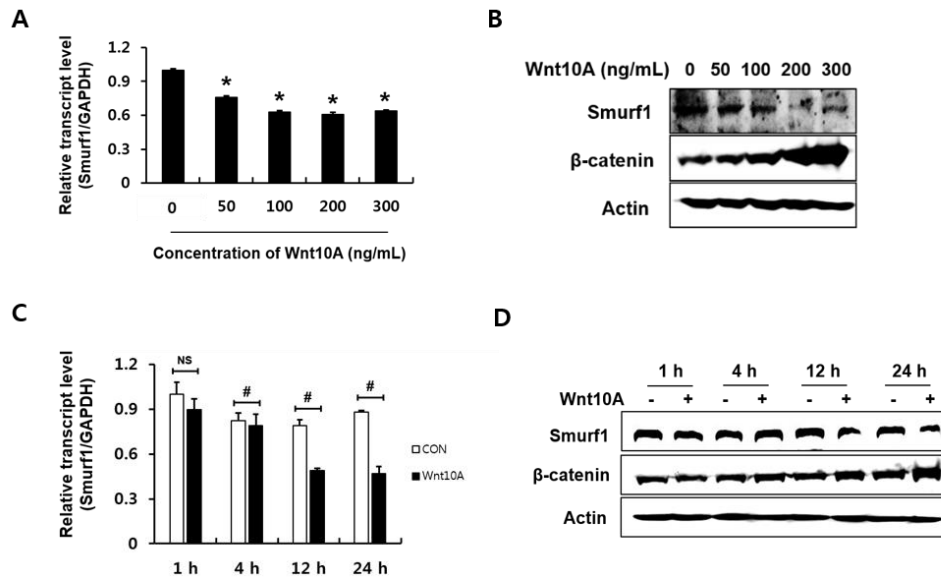 A
Relative transcript level
(Smurf1/GAPDH)
1.2
0.9
0.6
0.3
0
*
*
*
*
0 50 100 200 300
Concentration of Wnt10A (ng/mL)
B
Wnt10A (ng/mL) 0 50 100 200 300
Smurf1
β-catenin
Actin
C
Relative transcript level
(Smurf1/GAPDH)
1.2
0.9
0.6
0.3
0
NS
#
#
#
CON
Wnt10A
1 h 4 h 12 h 24 h
D
1 h 4 h 12 h 24 h
Wnt10A - + - + - + - +
Smurf1
β-catenin
Actin